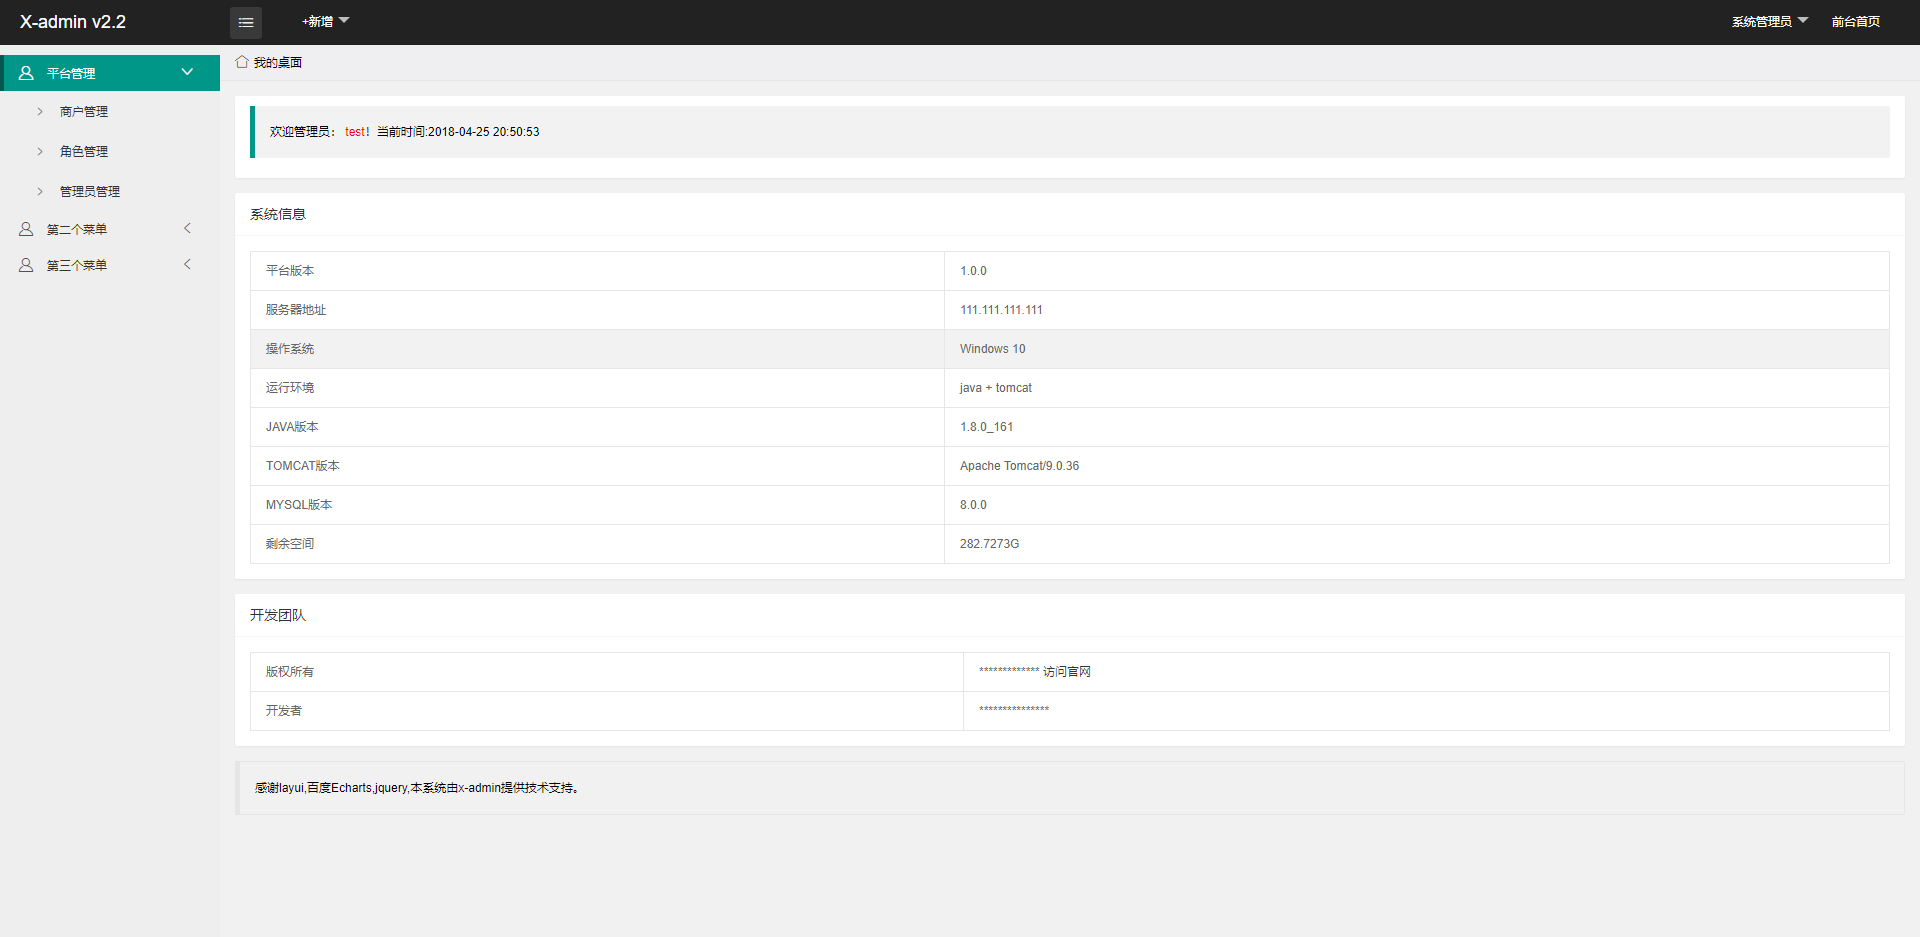 X-admin v2.2
+新增
系统管理员
前台首页
平台管理
商户管理
角色管理
管理员管理
第二个菜单
第三个菜单
我的桌面
欢迎管理员： test！当前时间:2018-04-25 20:50:53
系统信息
平台版本 1.0.0
服务器地址 111.111.111.111
操作系统 Windows 10
运行环境 java + tomcat
JAVA版本 1.8.0_161
TOMCAT版本 Apache Tomcat/9.0.36
MYSQL版本 8.0.0
剩余空间 282.7273G
开发团队
版权所有 ************* 访问官网
开发者 ***************
感谢layui,百度Echarts,jquery,本系统由x-admin提供技术支持。